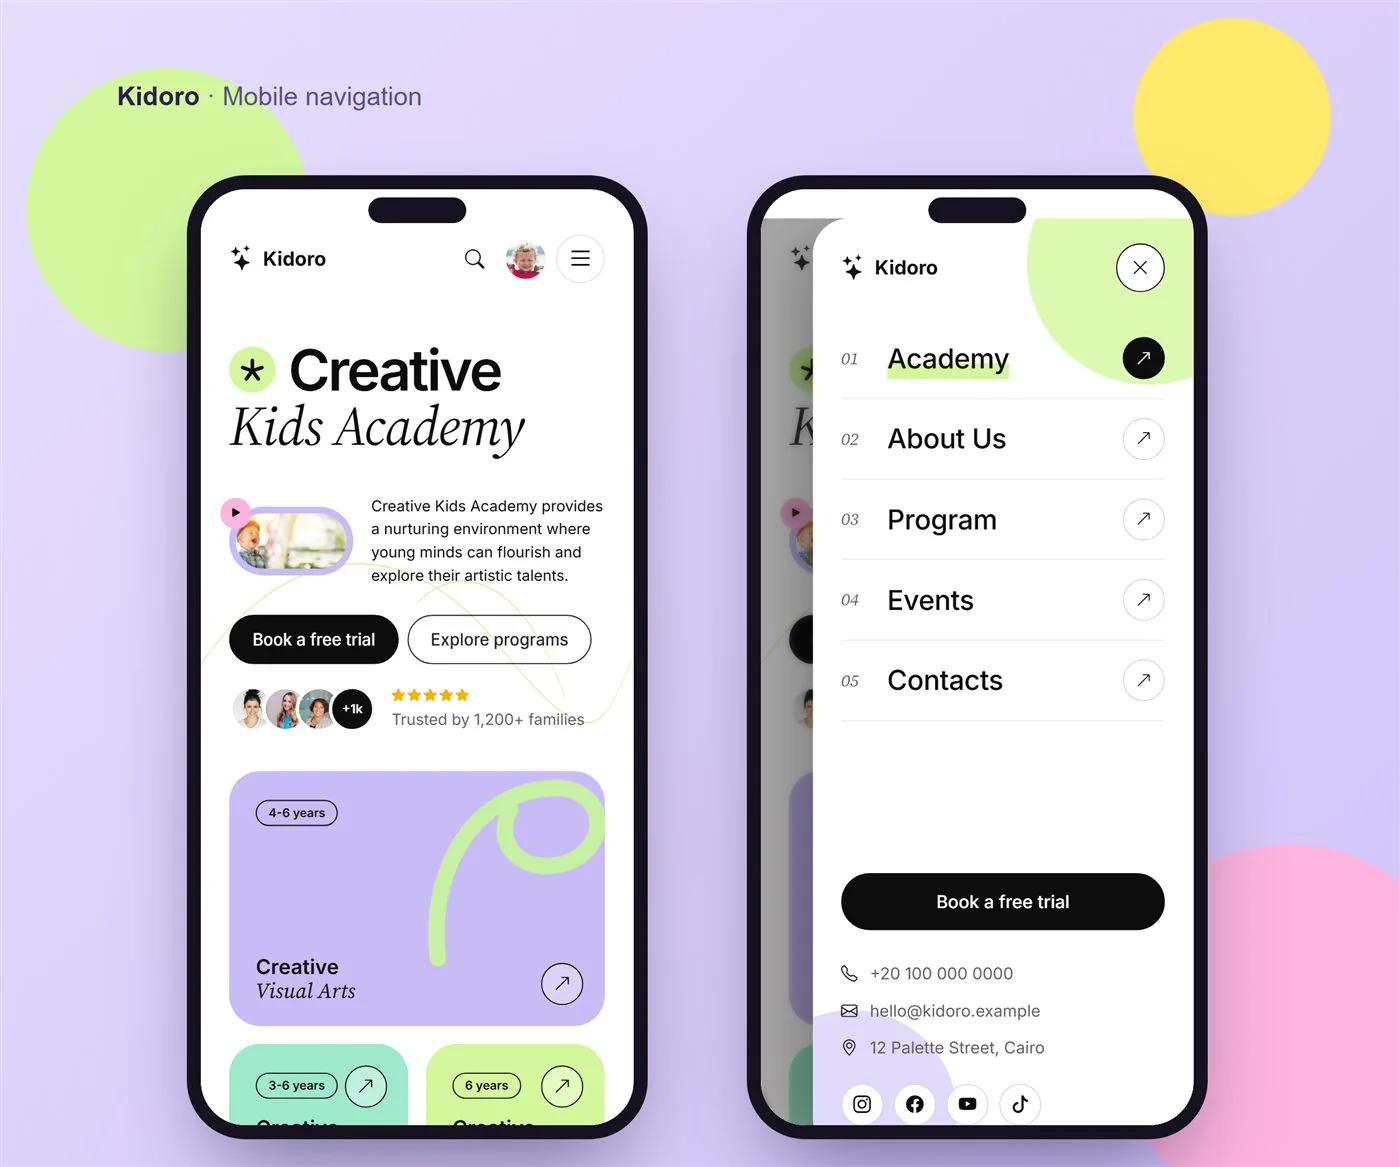 Kidoro · Mobile navigation
Kidoro
Creative
Kids Academy
Creative Kids Academy provides
a nurturing environment where
young minds can flourish and
explore their artistic talents.
Book a free trial
Explore programs
+1k
Trusted by 1,200+ families
4-6 years
Creative
Visual Arts
3-6 years
Creative
6 years
Creative
K
Kidoro
01 Academy
02 About Us
03 Program
04 Events
05 Contacts
Book a free trial
+20 100 000 0000
hello@kidoro.example
12 Palette Street, Cairo